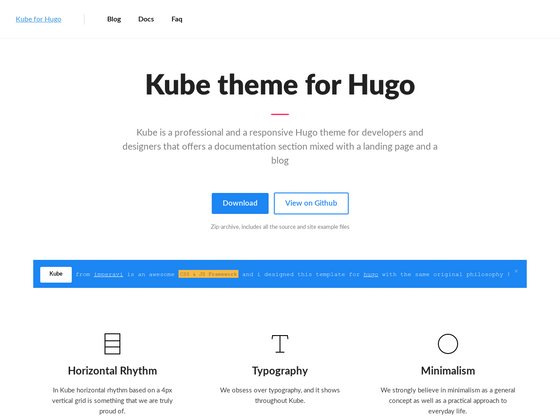 Kube for Hugo
Blog Docs Faq
Kube theme for Hugo
Kube is a professional and a responsive Hugo theme for developers and
designers that offers a documentation section mixed with a landing page and a
blog
Download View on Github
Zip archive, includes all the source and site example files
Kube from imperavi is an awesome CSS & JS Framework and i designed this template for hugo with the same original philosophy ! ×
Horizontal Rhythm
In Kube horizontal rhythm based on a 4px
vertical grid is something that we are truly
proud of.
Typography
We obsess over typography, and it shows
throughout Kube.
Minimalism
We strongly believe in minimalism as a general
concept as well as a practical approach to
everyday life.